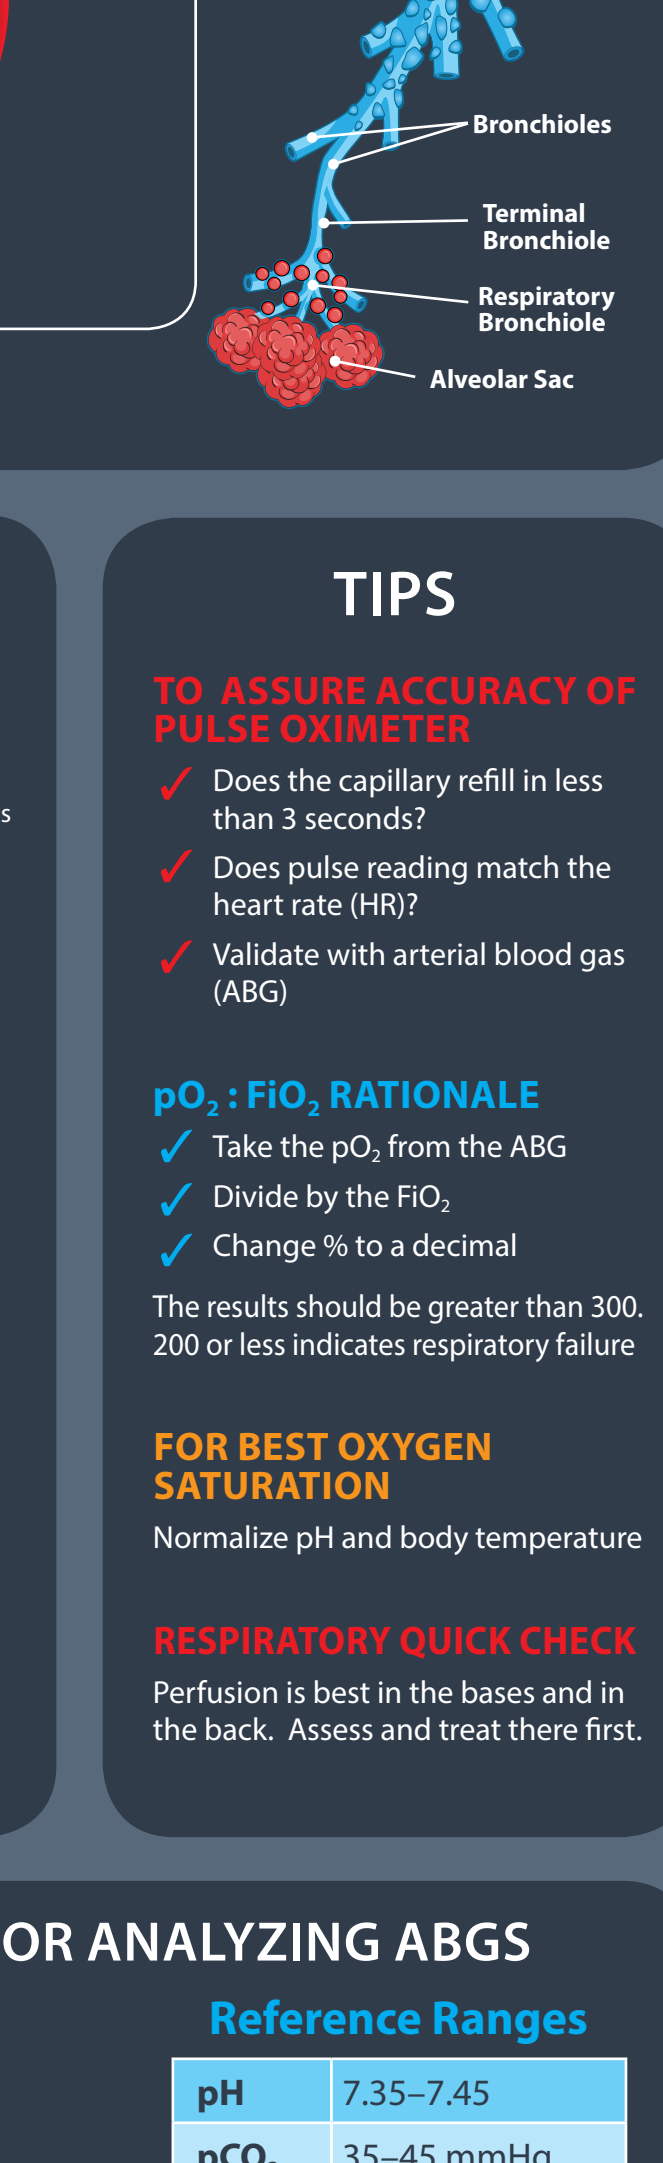 Bronchioles
Terminal
Bronchiole
Respiratory
Bronchiole
Alveolar Sac
s
TIPS
TO ASSURE ACCURACY OF
PULSE OXIMETER
✓ Does the capillary refill in less
than 3 seconds?
✓ Does pulse reading match the
heart rate (HR)?
✓ Validate with arterial blood gas
(ABG)
pO₂ : FiO₂ RATIONALE
✓ Take the pO₂ from the ABG
✓ Divide by the FiO₂
✓ Change % to a decimal
The results should be greater than 300.
200 or less indicates respiratory failure
FOR BEST OXYGEN
SATURATION
Normalize pH and body temperature
RESPIRATORY QUICK CHECK
Perfusion is best in the bases and in
the back. Assess and treat there first.
OR ANALYZING ABGS
Reference Ranges
pH 7.35–7.45
pCO₂ 35–45 mmHg